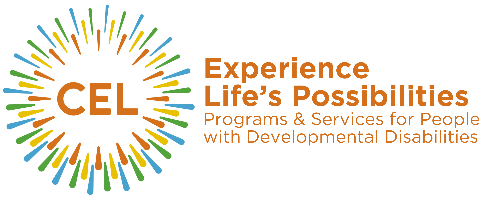 CEL
Experience
Life's Possibilities
Programs & Services for People
with Developmental Disabilities